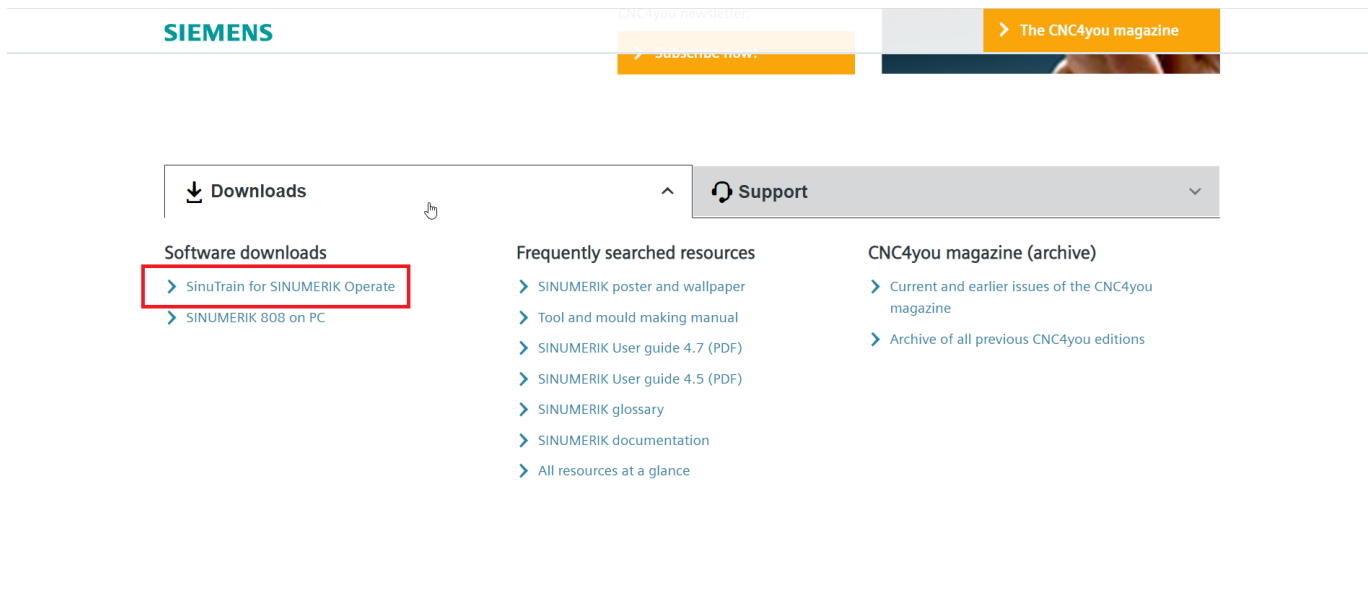 CNC4you newsletter:
SIEMENS
The CNC4you magazine
Subscribe now!
Downloads
Support
Software downloads
SinuTrain for SINUMERIK Operate
SINUMERIK 808 on PC
Frequently searched resources
SINUMERIK poster and wallpaper
Tool and mould making manual
SINUMERIK User guide 4.7 (PDF)
SINUMERIK User guide 4.5 (PDF)
SINUMERIK glossary
SINUMERIK documentation
All resources at a glance
CNC4you magazine (archive)
Current and earlier issues of the CNC4you
magazine
Archive of all previous CNC4you editions